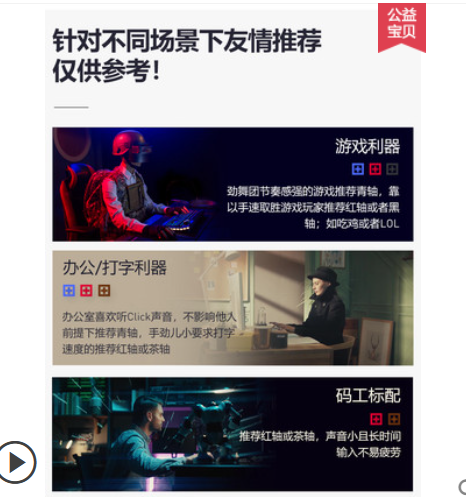 公益
宝贝
针对不同场景下友情推荐
仅供参考！
游戏利器
劲舞团节奏感强的游戏推荐青轴，靠
以手速取胜游戏玩家推荐红轴或者黑
轴；如吃鸡或者LOL
办公/打字利器
办公室喜欢听Click声音，不影响他人
前提下推荐青轴，手劲儿小要求打字
速度的推荐红轴或茶轴
码工标配
推荐红轴或茶轴，声音小且长时间
输入不易疲劳